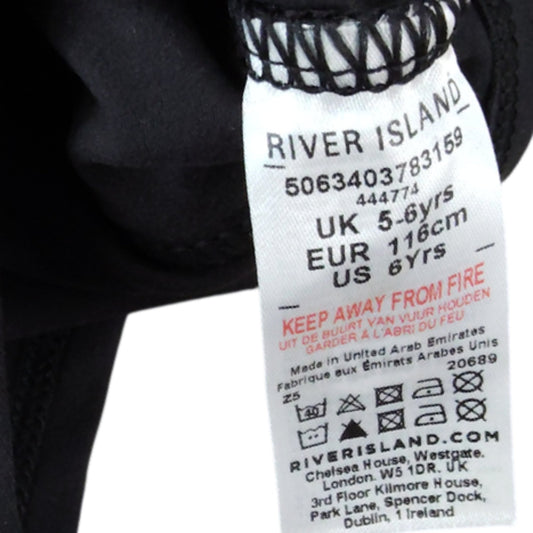 RIVER ISLAND
5063403783159
444774
UK 5-6yrs
EUR 116cm
US 6Yrs
KEEP AWAY FROM FIRE
UIT DE BUURT VAN VUUR HOUDEN
GARDER À L'ABRI DU FEU
Made in United Arab Emirates
Fabrique aux Émirats Arabes Unis
Z5 20689
40
RIVERISLAND.COM
Chelsea House, Westgate.
London. W5 1DR. UK
3rd Floor Kilmore House,
Park Lane, Spencer Dock,
Dublin, 1 Ireland